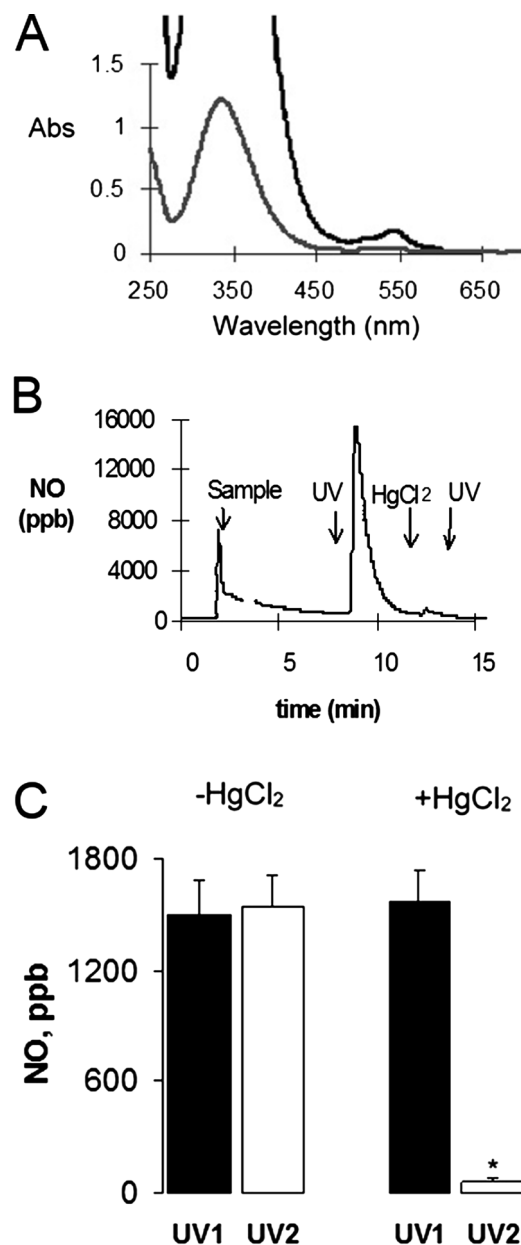 A
1.5
Abs
1
0.5
0
250 350 450 550 650
Wavelength (nm)
B
16000
NO
(ppb)
12000
Sample UV HgCl2 UV
8000
4000
0
0 5 10 15
time (min)
C
-HgCl₂ +HgCl₂
1800
1200
NO, ppb
600
*
0
UV1 UV2 UV1 UV2